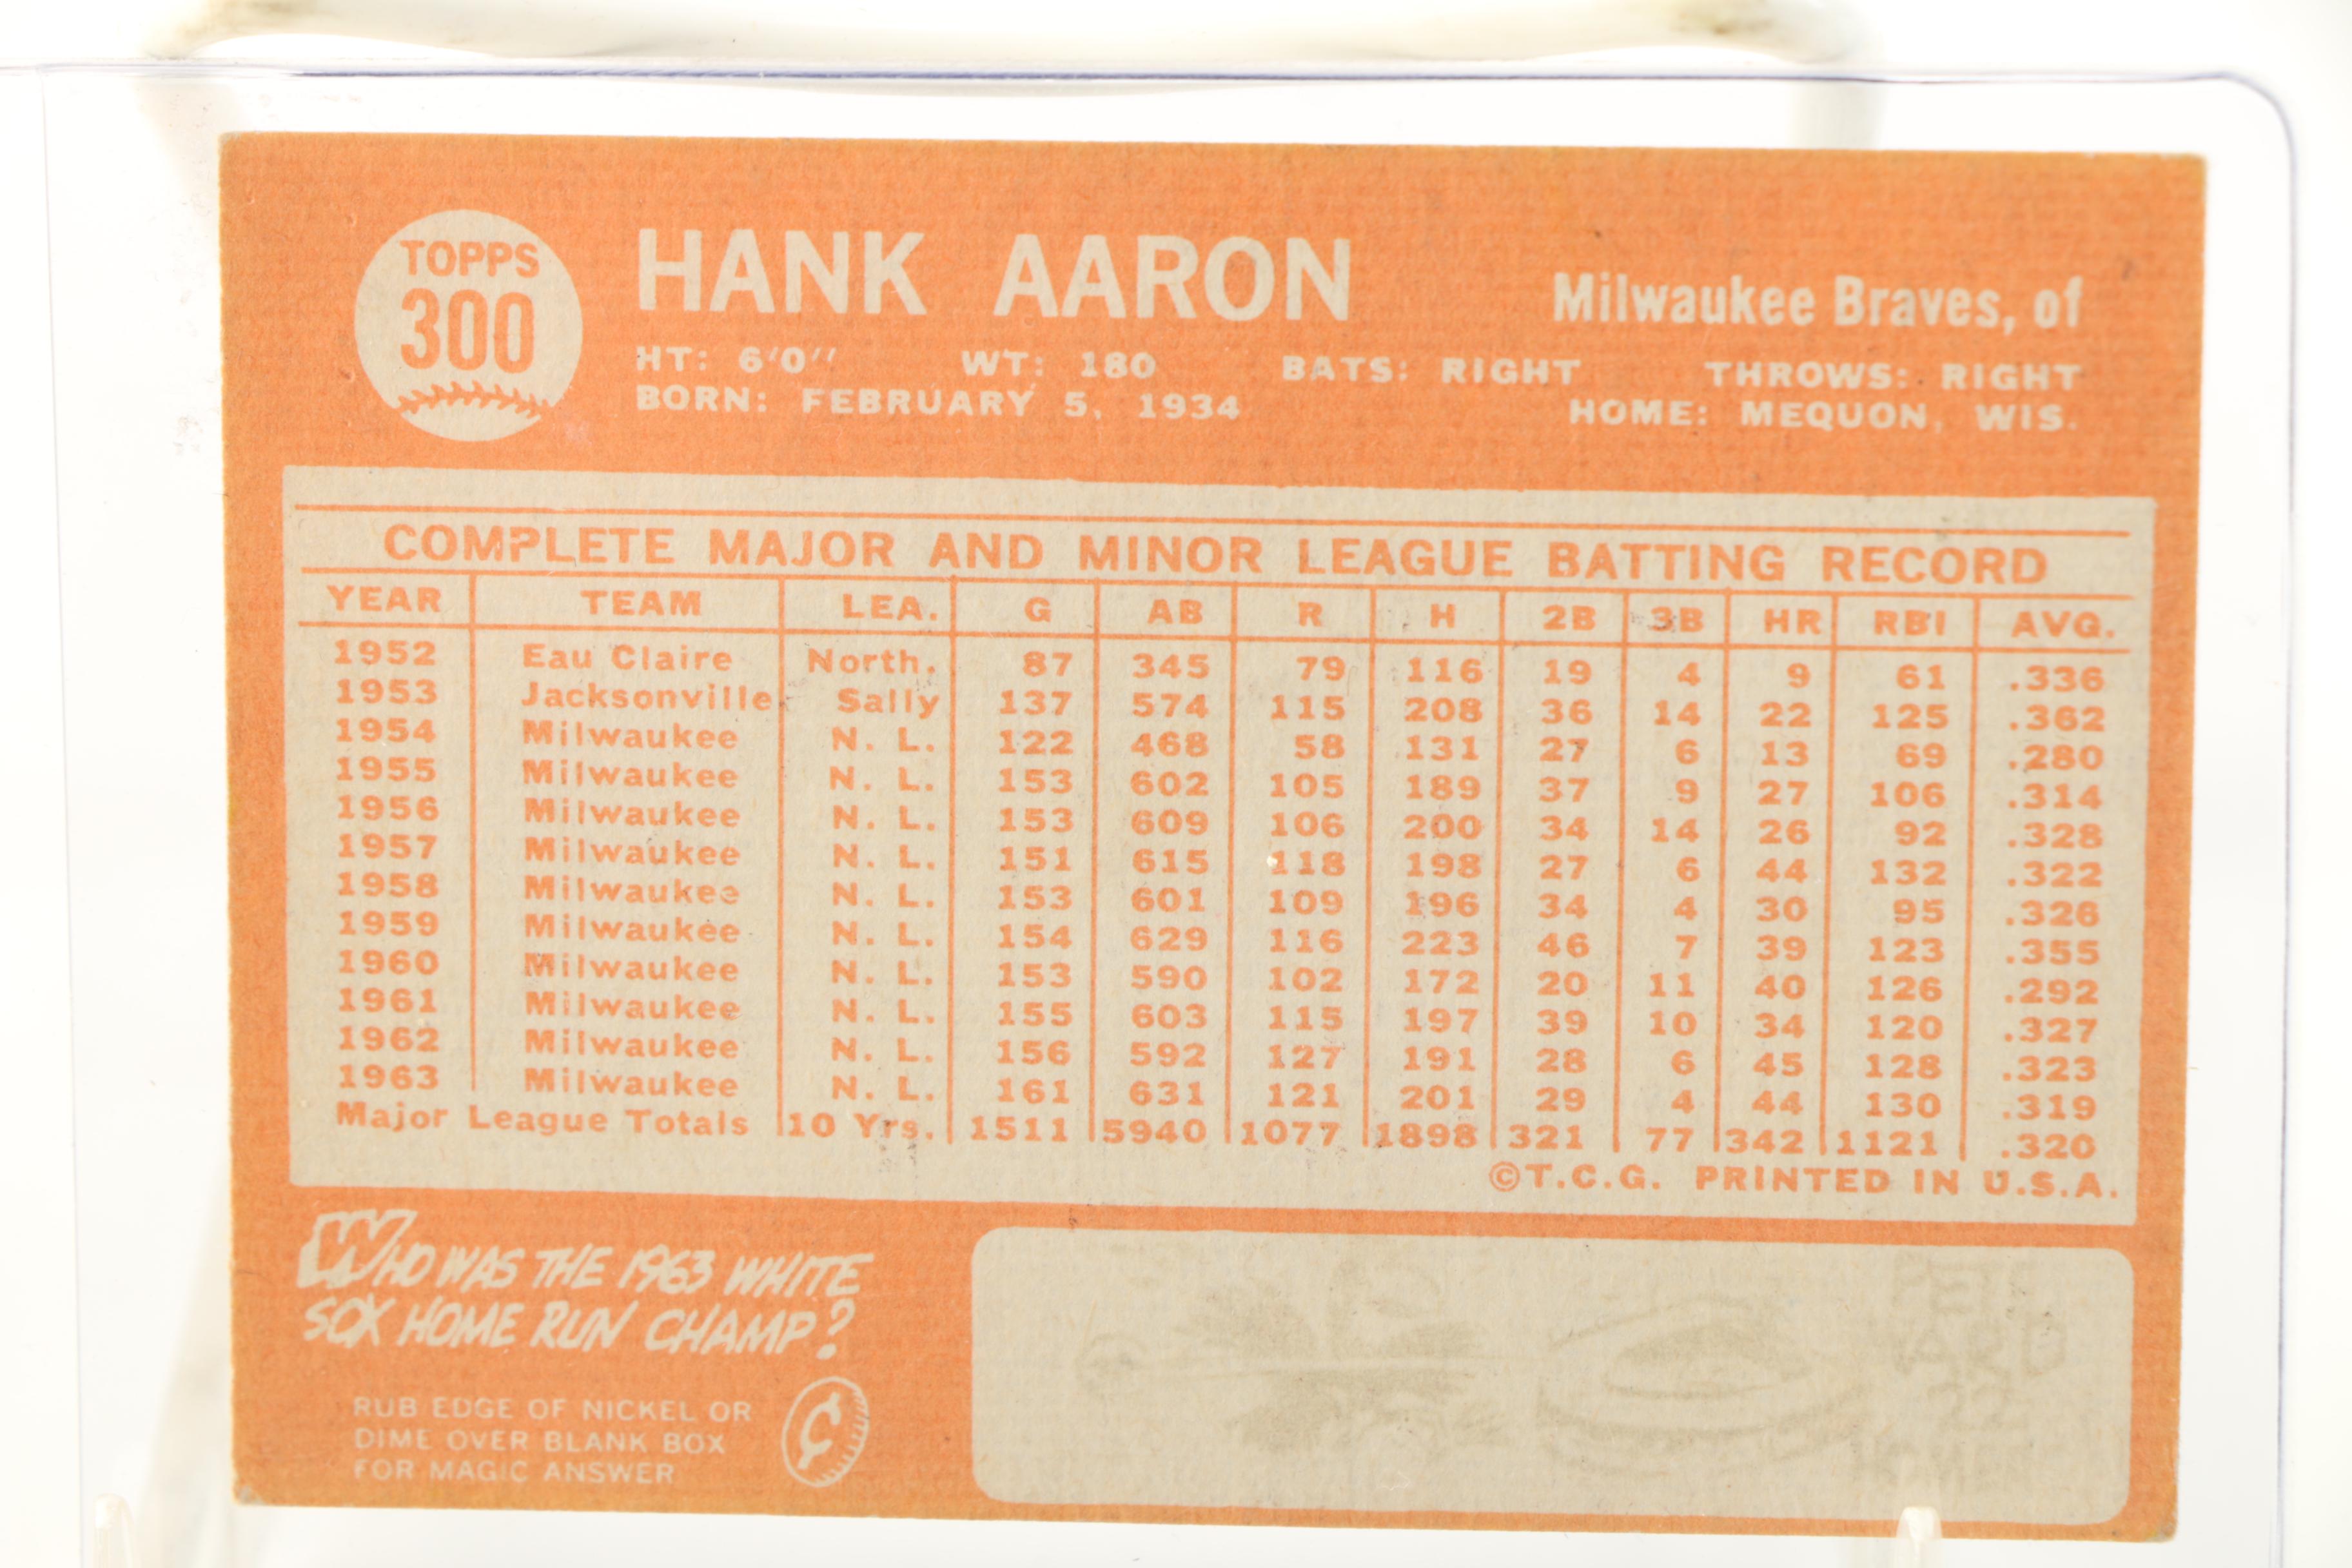 TOPPS
300
HANK AARON
Milwaukee Braves, of
HT: 6'0'' WT: 180 BATS: RIGHT THROWS: RIGHT
BORN: FEBRUARY 5, 1934 HOME: MEQUON, WIS.
COMPLETE MAJOR AND MINOR LEAGUE BATTING RECORD
YEAR TEAM LEA. G AB R H 2B 3B HR RBI AVG.
1952 Eau Claire North. 87 345 79 116 19 4 9 61 .336
1953 Jacksonville Sally 137 574 115 208 36 14 22 125 .362
1954 Milwaukee N. L. 122 468 58 131 27 6 13 69 .280
1955 Milwaukee N. L. 153 602 105 189 37 9 27 106 .314
1956 Milwaukee N. L. 153 609 106 200 34 14 26 92 .328
1957 Milwaukee N. L. 151 615 118 198 27 6 44 132 .322
1958 Milwaukee N. L. 153 601 109 196 34 4 30 95 .326
1959 Milwaukee N. L. 154 629 116 223 46 7 39 123 .355
1960 Milwaukee N. L. 153 590 102 172 20 11 40 126 .292
1961 Milwaukee N. L. 155 603 115 197 39 10 34 120 .327
1962 Milwaukee N. L. 156 592 127 191 28 6 45 128 .323
1963 Milwaukee N. L. 161 631 121 201 29 4 44 130 .319
Major League Totals 10 Yrs. 1511 5940 1077 1898 321 77 342 1121 .320
©T.C.G. PRINTED IN U.S.A.
WHO WAS THE 1963 WHITE
SOX HOME RUN CHAMP?
RUB EDGE OF NICKEL OR
DIME OVER BLANK BOX
FOR MAGIC ANSWER
¢